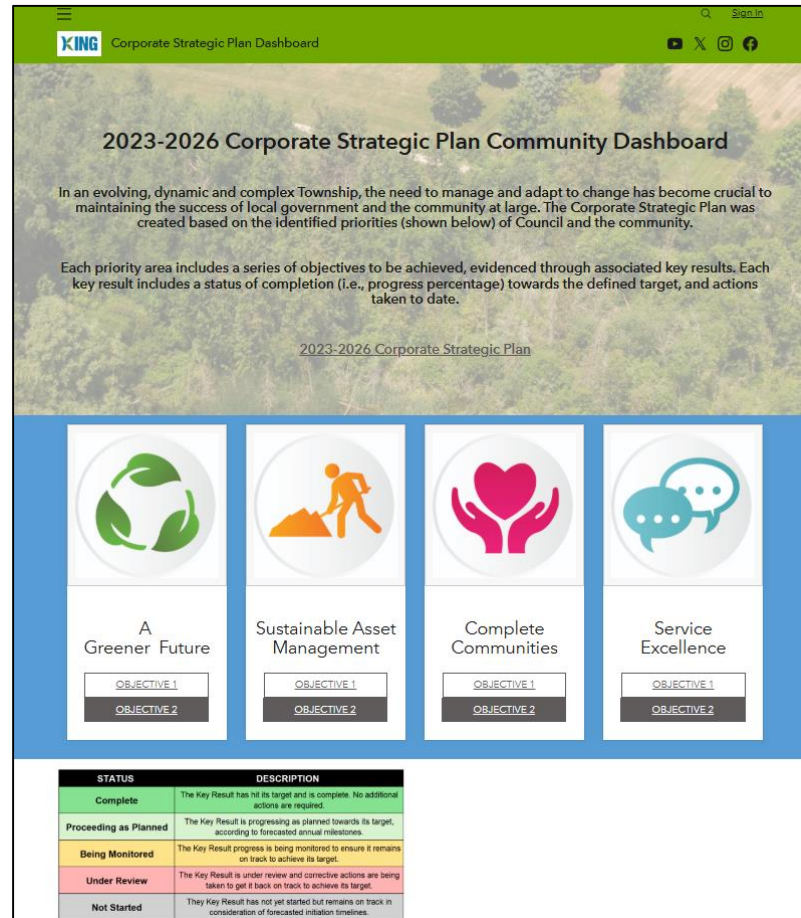 Sign In
KING Corporate Strategic Plan Dashboard
2023-2026 Corporate Strategic Plan Community Dashboard
In an evolving, dynamic and complex Township, the need to manage and adapt to change has become crucial to
maintaining the success of local government and the community at large. The Corporate Strategic Plan was
created based on the identified priorities (shown below) of Council and the community.
Each priority area includes a series of objectives to be achieved, evidenced through associated key results. Each
key result includes a status of completion (i.e., progress percentage) towards the defined target, and actions
taken to date.
2023-2026 Corporate Strategic Plan
A
Greener Future
OBJECTIVE 1
OBJECTIVE 2
Sustainable Asset
Management
OBJECTIVE 1
OBJECTIVE 2
Complete
Communities
OBJECTIVE 1
OBJECTIVE 2
Service
Excellence
OBJECTIVE 1
OBJECTIVE 2
STATUS DESCRIPTION
Complete
The Key Result has hit its target and is complete. No additional
actions are required.
Proceeding as Planned
The Key Result is progressing as planned towards its target,
according to forecasted annual milestones.
Being Monitored
The Key Result progress is being monitored to ensure it remains
on track to achieve its target.
Under Review
The Key Result is under review and corrective actions are being
taken to get it back on track to achieve its target.
Not Started
They Key Result has not yet started but remains on track in
consideration of forecasted initiation timelines.